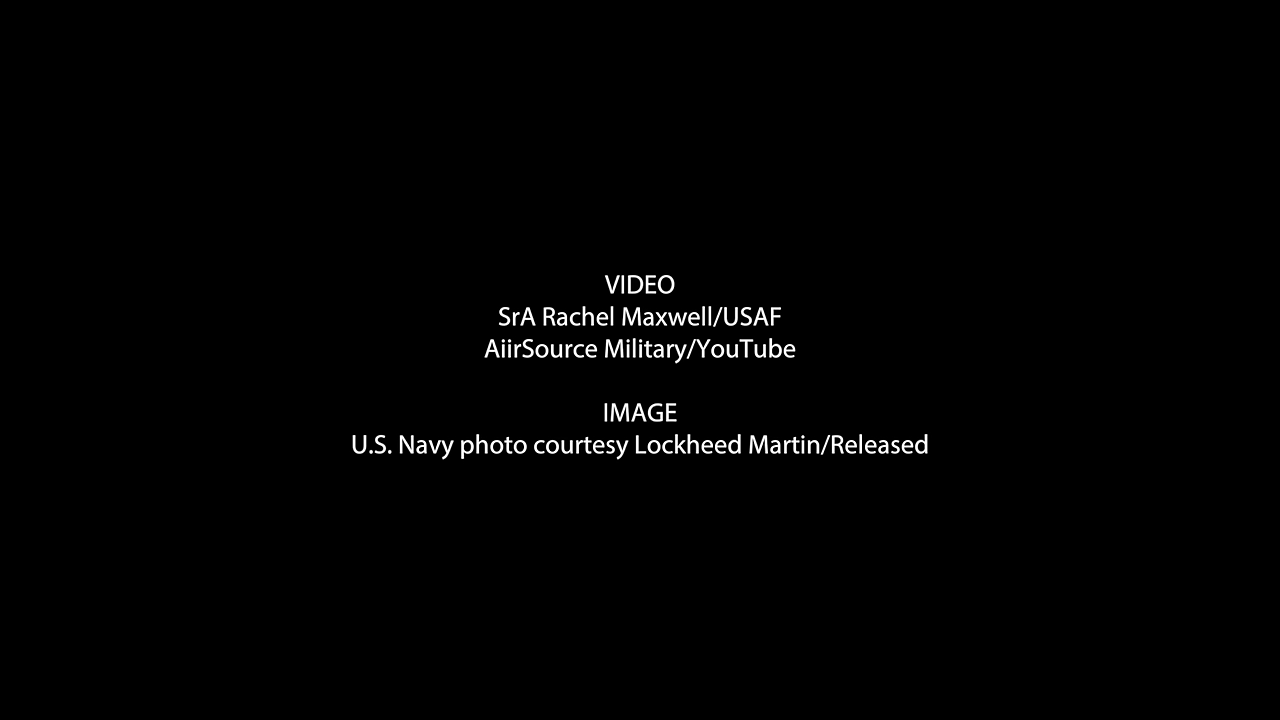 VIDEO
SrA Rachel Maxwell/USAF
AiirSource Military/YouTube
IMAGE
U.S. Navy photo courtesy Lockheed Martin/Released